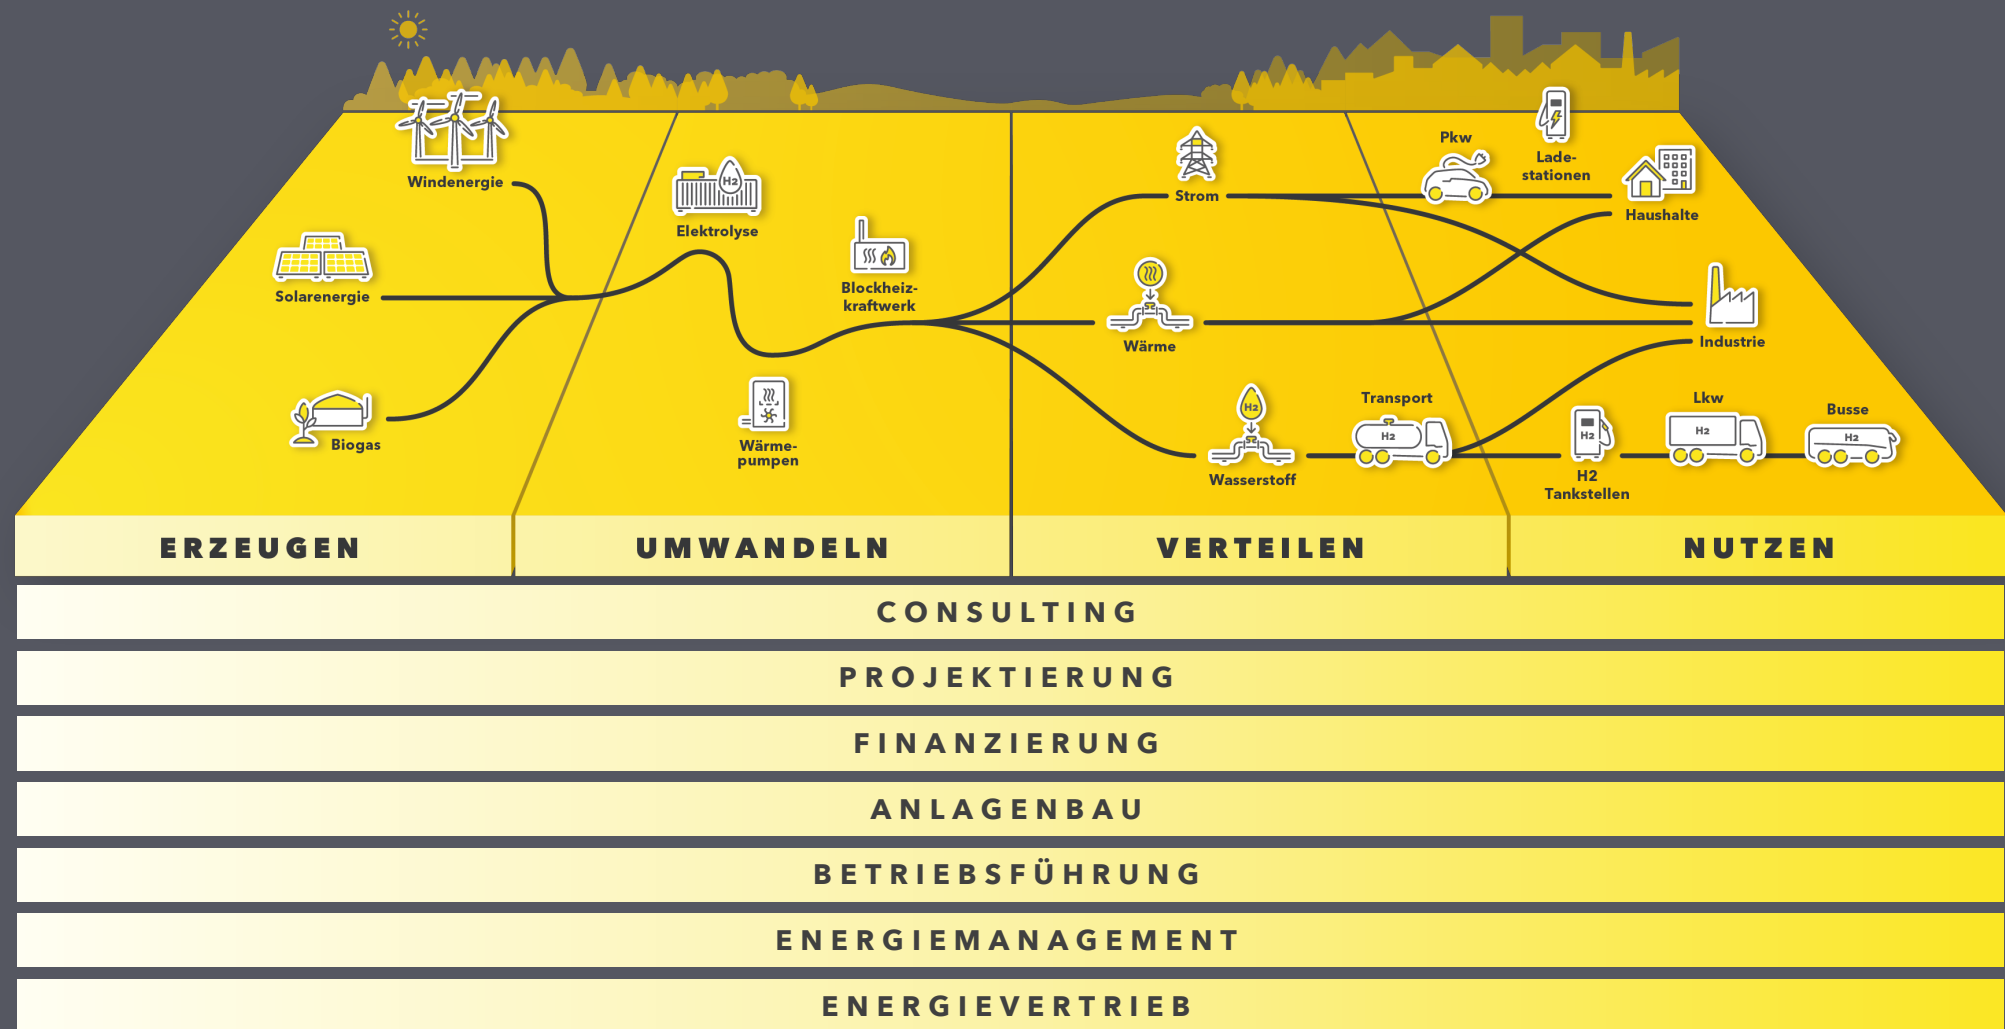 Windenergie
Solarenergie
Biogas
H2
Elektrolyse
Blockheiz-
kraftwerk
Wärme-
pumpen
Strom
Wärme
H2
Wasserstoff
Transport
H2
Pkw
Lade-
stationen
Haushalte
Industrie
H2
H2
Tankstellen
Lkw
H2
Busse
H2
ERZEUGEN
UMWANDELN
VERTEILEN
NUTZEN
CONSULTING
PROJEKTIERUNG
FINANZIERUNG
ANLAGENBAU
BETRIEBSFÜHRUNG
ENERGIEMANAGEMENT
ENERGIEVERTRIEB